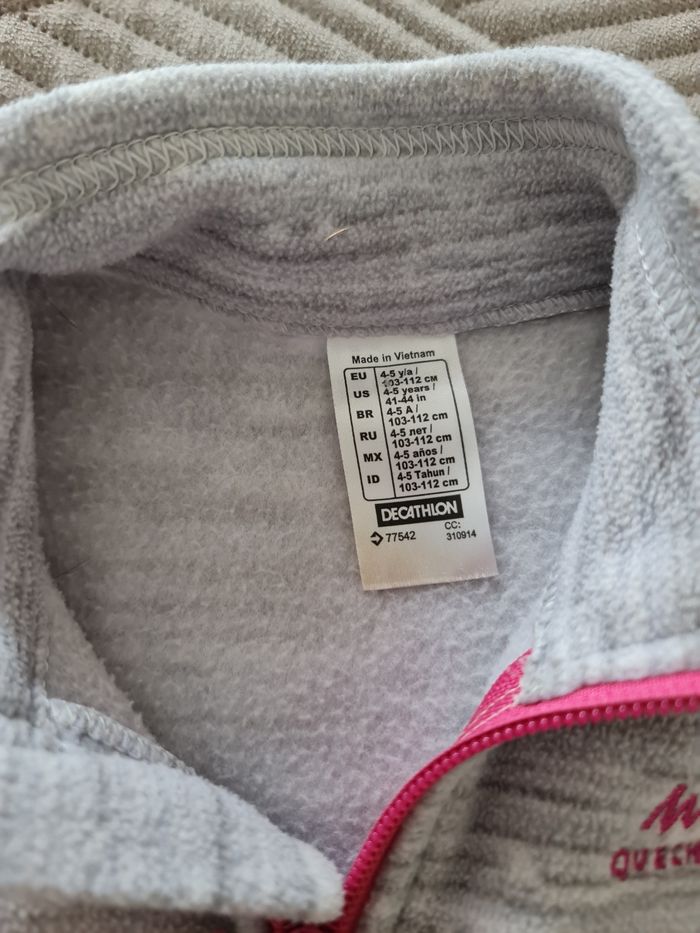 Made in Vietnam
EU 4-5 y/a /
103-112 см
US 4-5 years /
41-44 in
BR 4-5 A /
103-112 cm
RU 4-5 лет /
103-112 cm
MX 4-5 años /
103-112 cm
ID 4-5 Tahun /
103-112 cm
DECATHLON
77542 CC:
310914
QUECH